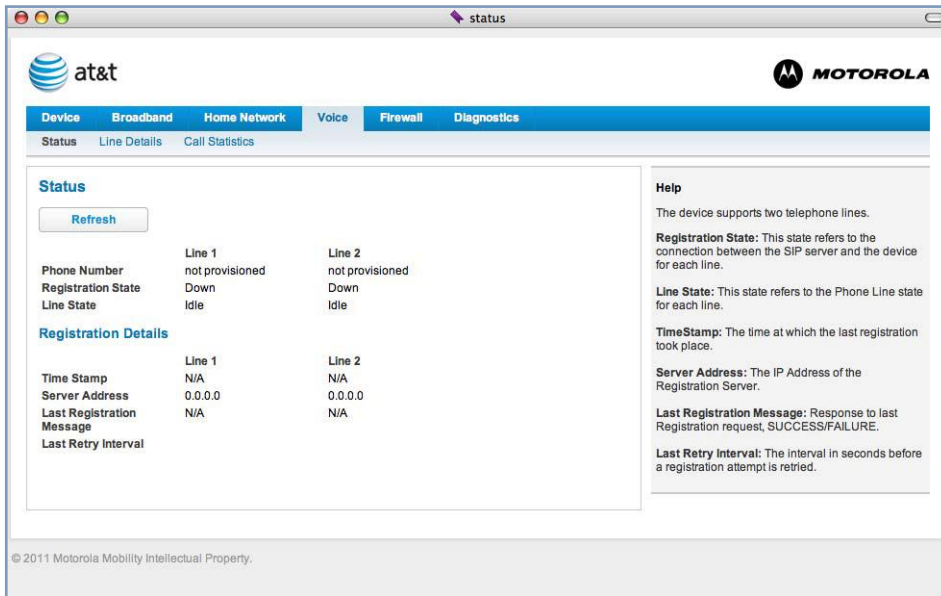 status
at&t
MOTOROLA
Device Broadband Home Network Voice Firewall Diagnostics
Status Line Details Call Statistics
Status
Refresh
Line 1 Line 2
Phone Number not provisioned not provisioned
Registration State Down Down
Line State Idle Idle
Registration Details
Line 1 Line 2
Time Stamp N/A N/A
Server Address 0.0.0.0 0.0.0.0
Last Registration N/A N/A
Message
Last Retry Interval
Help
The device supports two telephone lines.
Registration State: This state refers to the
connection between the SIP server and the device
for each line.
Line State: This state refers to the Phone Line state
for each line.
TimeStamp: The time at which the last registration
took place.
Server Address: The IP Address of the
Registration Server.
Last Registration Message: Response to last
Registration request, SUCCESS/FAILURE.
Last Retry Interval: The interval in seconds before
a registration attempt is retried.
© 2011 Motorola Mobility Intellectual Property.